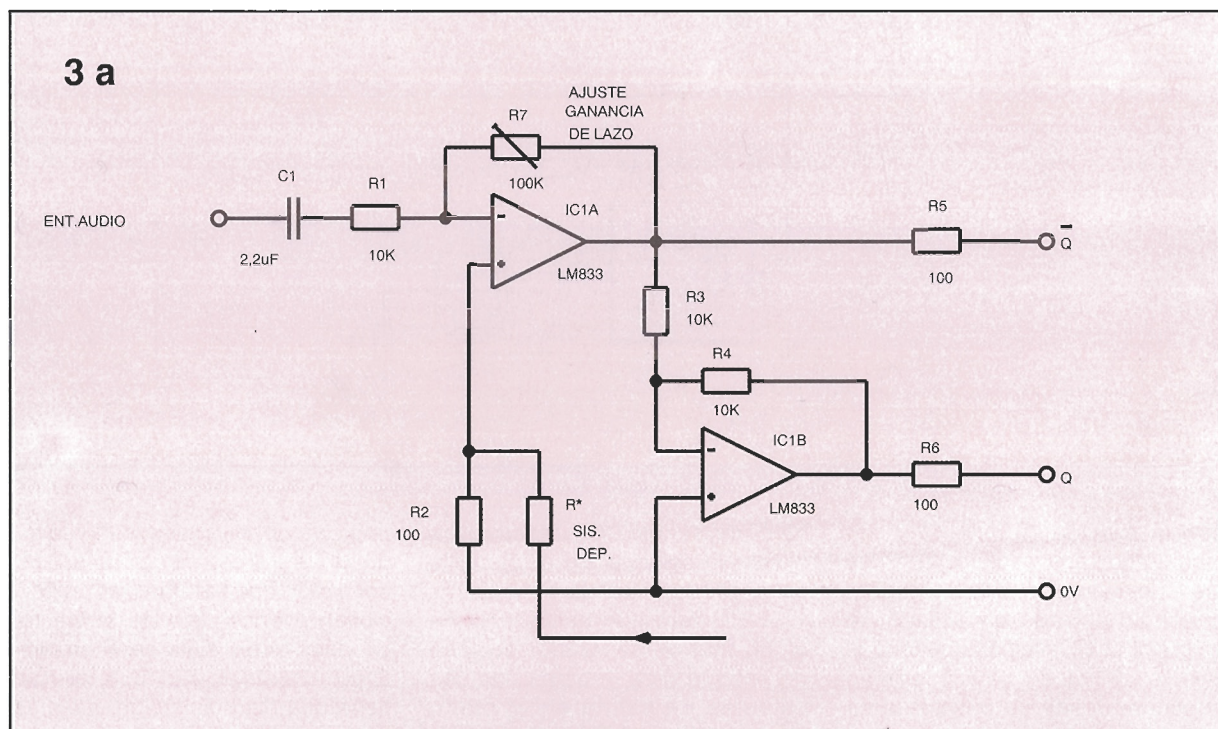 3 a
AJUSTE
GANANCIA
DE LAZO
R7
100K
C1
2,2uF
R1
10K
ENT.AUDIO
-
+
IC1A
LM833
R5
100
Q̅
R3
10K
R4
10K
-
+
IC1B
LM833
R6
100
Q
R2
100
R*
SIS.
DEP.
0V